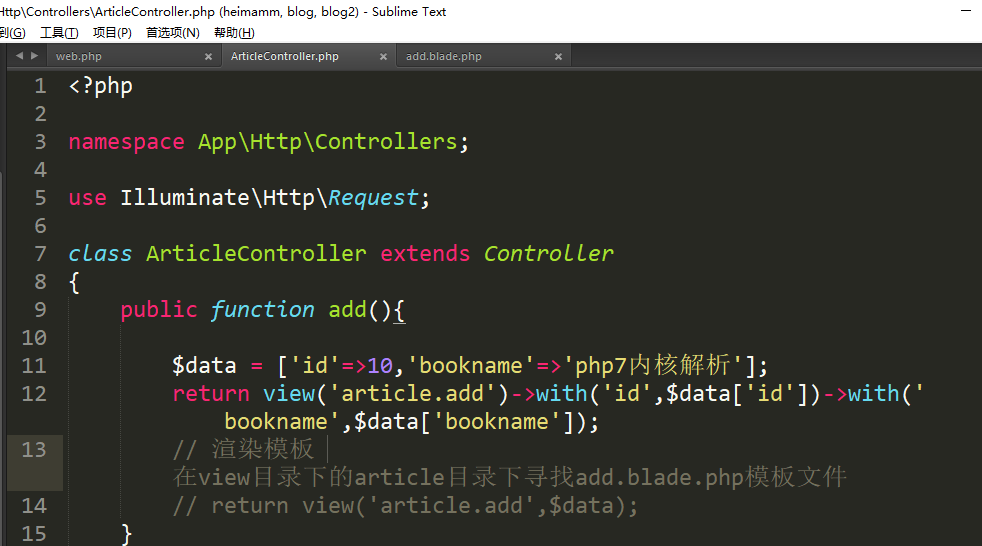 Http\Controllers\ArticleController.php (heimamm, blog, blog2) - Sublime Text
到(G) 工具(T) 项目(P) 首选项(N) 帮助(H)
web.php × ArticleController.php × add.blade.php ×
1 <?php
2
3 namespace App\Http\Controllers;
4
5 use Illuminate\Http\Request;
6
7 class ArticleController extends Controller
8 {
9 public function add(){
10
11 $data = ['id'=>10,'bookname'=>'php7内核解析'];
12 return view('article.add')->with('id',$data['id'])->with('
bookname',$data['bookname']);
13 // 渲染模板
在view目录下的article目录下寻找add.blade.php模板文件
14 // return view('article.add',$data);
15 }